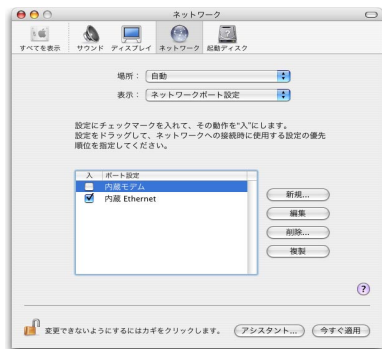 ネットワーク
すべてを表示 サウンド ディスプレイ ネットワーク 起動ディスク
場所： 自動
表示： ネットワークポート設定
設定にチェックマークを入れて、その動作を“入”にします。
設定をドラッグして、ネットワークへの接続時に使用する設定の優先
順位を指定してください。
入 ポート設定
内蔵モデム
内蔵 Ethernet
新規...
編集
削除...
複製
?
変更できないようにするにはカギをクリックします。 アシスタント... 今すぐ適用